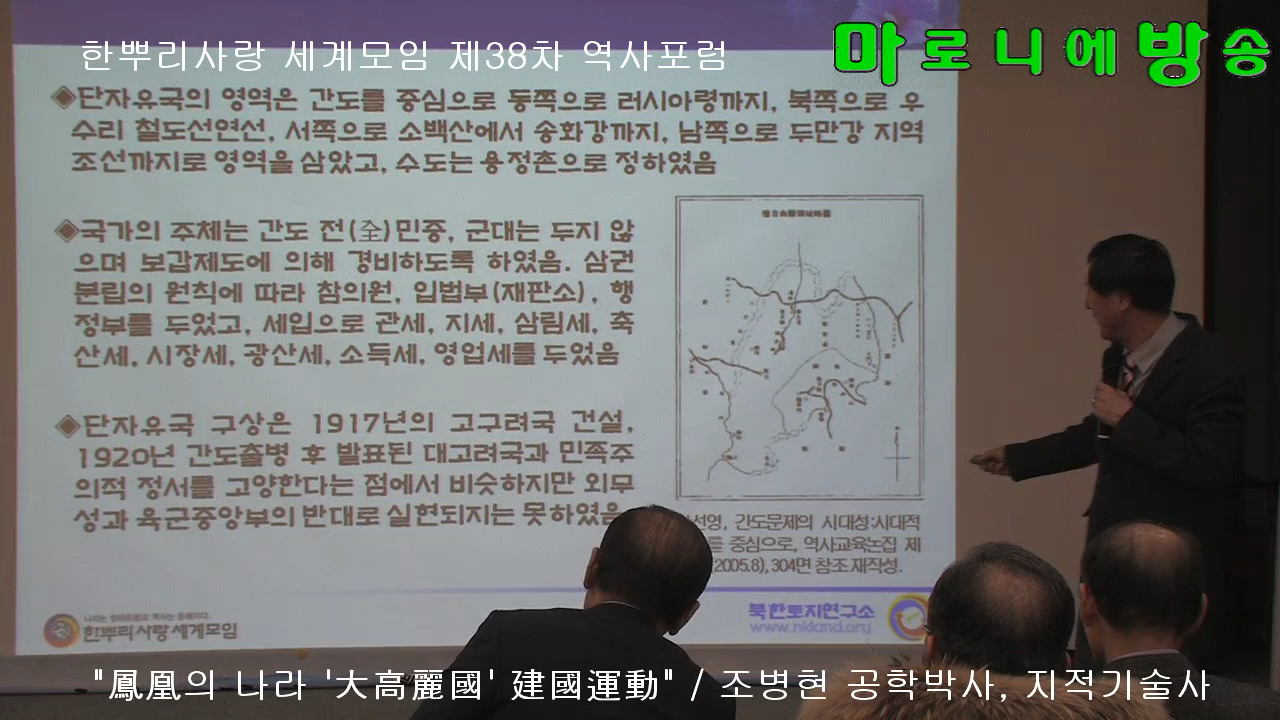 한뿌리사랑 세계모임 제38차 역사포럼
마로니에방송
◈단자유국의 영역은 간도를 중심으로 동쪽으로 러시아령까지, 북쪽으로 우
수리 철도선연선, 서쪽으로 소백산에서 송화강까지, 남쪽으로 두만강 지역
조선까지로 영역을 삼았고, 수도는 용정촌으로 정하였음
◈국가의 주체는 간도 전(全)민중, 군대는 두지 않
으며 보갑제도에 의해 경비하도록 하였음. 삼권
분립의 원칙에 따라 참의원, 입법부(재판소), 행
정부를 두었고, 세입으로 관세, 지세, 삼림세, 축
산세, 시장세, 광산세, 소득세, 영업세를 두었음
◈단자유국 구상은 1917년의 고구려국 건설,
1920년 간도출병 후 발표된 대고려국과 민족주
의적 정서를 고양한다는 점에서 비슷하지만 외무
성과 육군중앙부의 반대로 실현되지는 못하였음
선영, 간도문제의 시대성:시대적
를 중심으로, 역사교육논집 제
(2005.8), 304면 참조 재작성.
한뿌리사랑세계모임
북한토지연구소
www.nkland.org
"鳳凰의 나라 '大高麗國' 建國運動" / 조병현 공학박사, 지적기술사